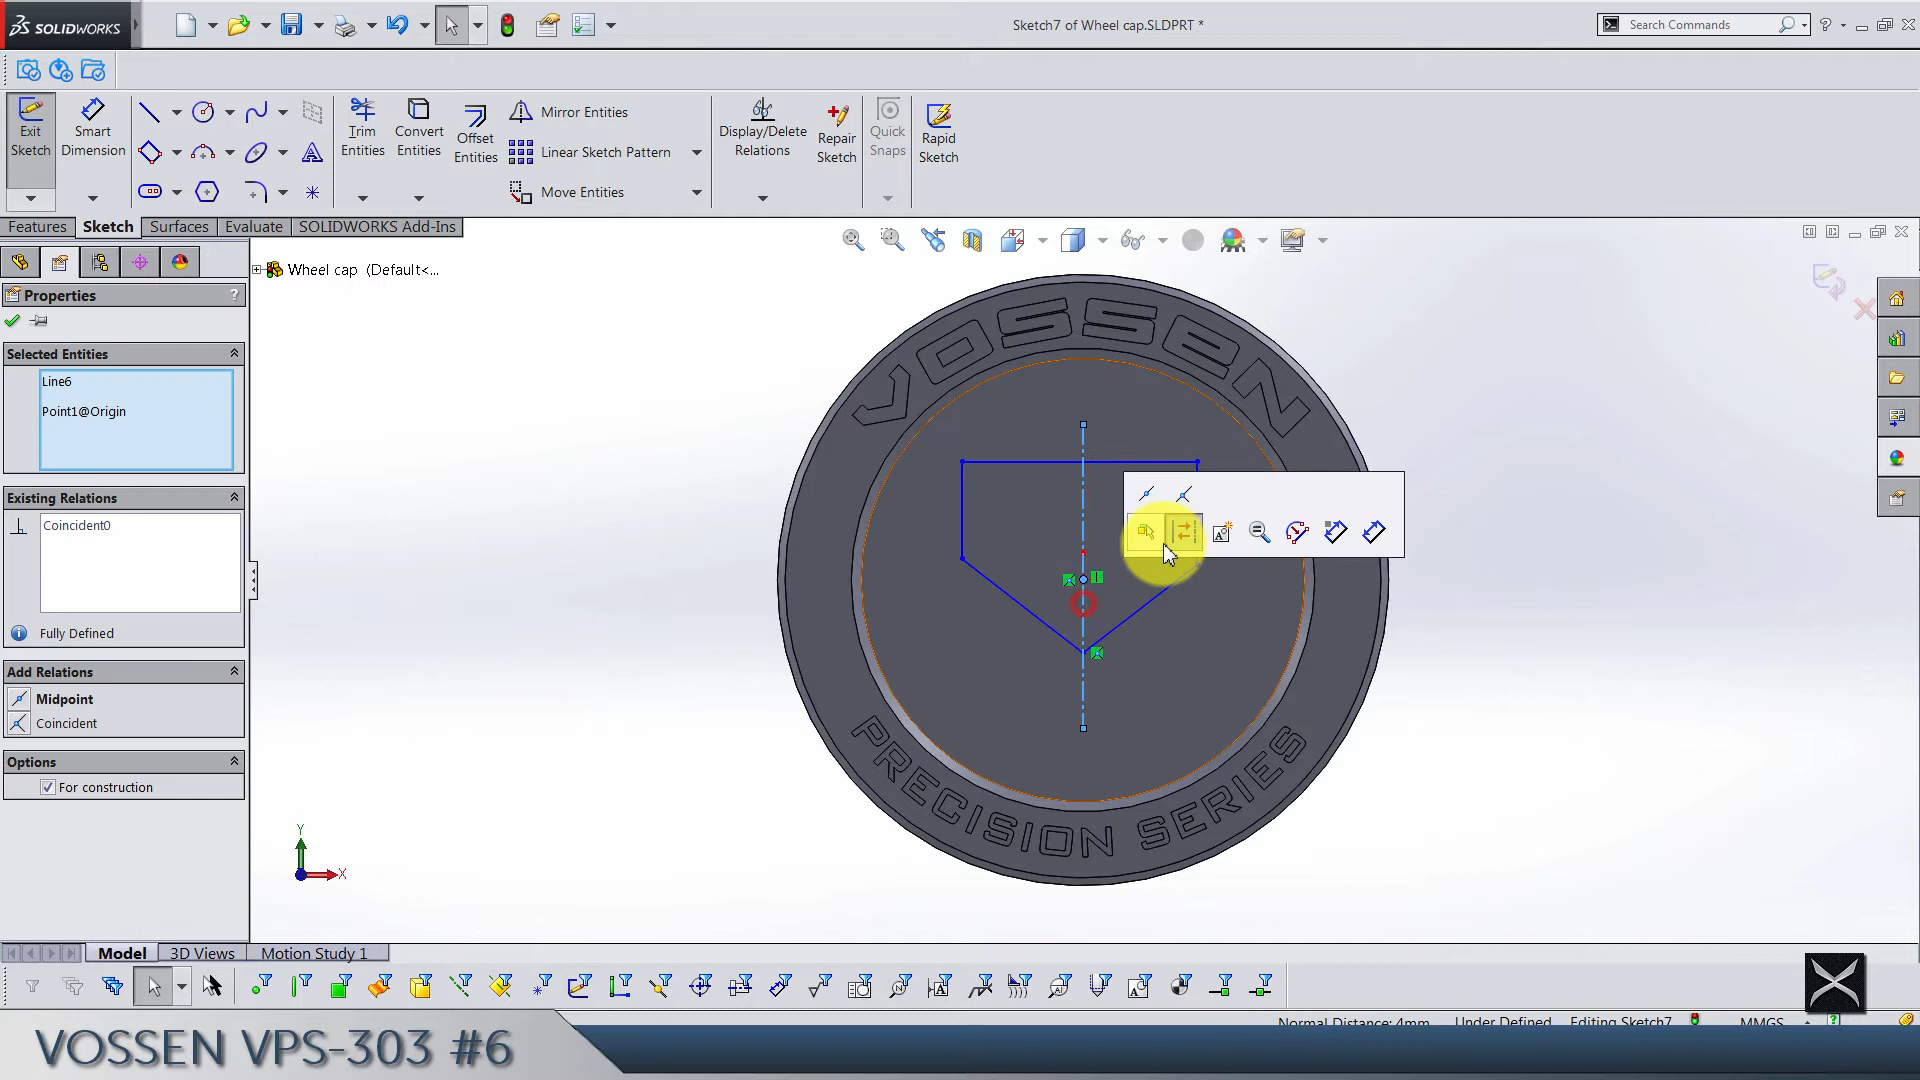 SOLIDWORKS
Sketch7 of Wheel cap.SLDPRT *
Search Commands
Exit Sketch
Smart Dimension
Trim Entities
Convert Entities
Offset Entities
Mirror Entities
Linear Sketch Pattern
Move Entities
Display/Delete Relations
Repair Sketch
Quick Snaps
Rapid Sketch
Features
Sketch
Surfaces
Evaluate
SOLIDWORKS Add-Ins
Wheel cap (Default<...
Properties
?
Selected Entities
Line6
Point1@Origin
Existing Relations
Coincident0
Fully Defined
Add Relations
Midpoint
Coincident
Options
For construction
VOSSEN
PRECISION SERIES
Y
X
Model
3D Views
Motion Study 1
Normal Distance: 4mm
Under Defined
Editing Sketch7
MMGS
VOSSEN VPS-303 #6